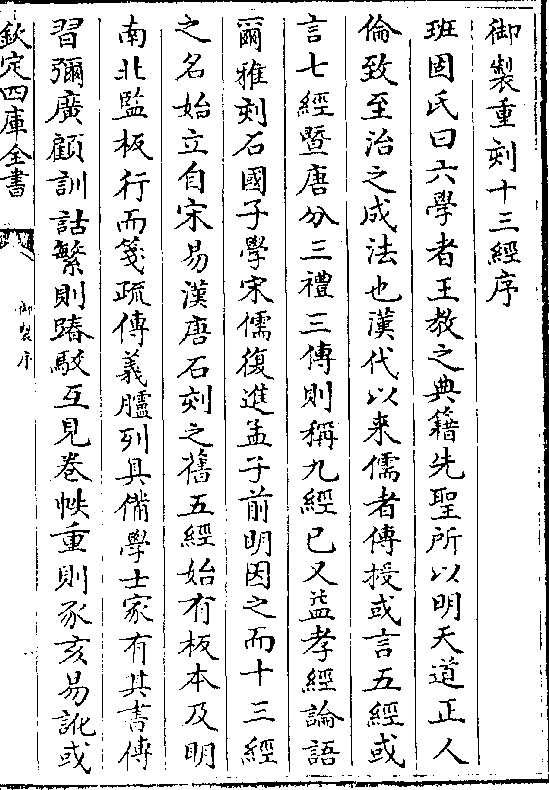 御製重刻十三經序
班固氏曰六學者王教之典籍先聖所以明天道正人
倫致至治之成法也漢代以来儒者傳授或言五經或
言七經暨唐分三禮三傳則稱九經已又益孝經論語
爾雅刻石國子學宋儒復進孟子前明因之而十三經
之名始立自宋易漢唐石刻之舊五經始有板本及明
南北監板行而箋疏傳義臚列具備學士家有其書傳
習彌廣顧訓詁繁則踳駁互見卷帙重則豕亥易訛或
欽定四庫全書
御製序